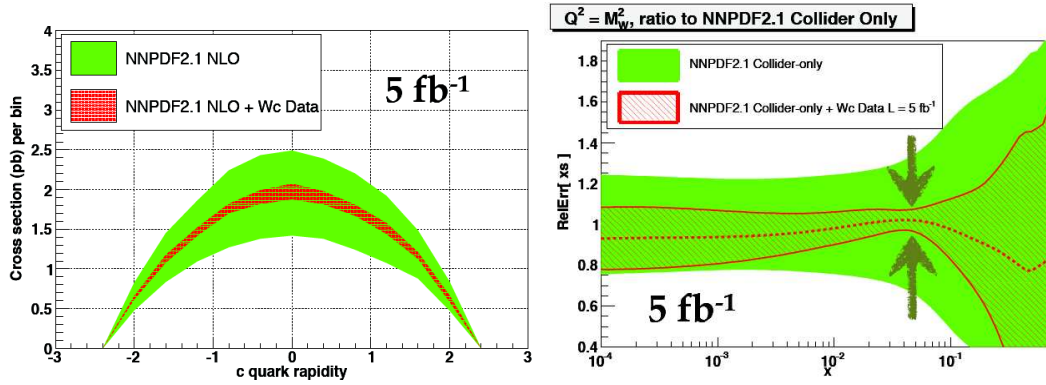 4
3.5
3
2.5
2
1.5
1
0.5
0
-3
-2
-1
0
1
2
3
Cross section (pb) per bin
c quark rapidity
NNPDF2.1 NLO
NNPDF2.1 NLO + Wc Data
5 fb⁻¹
Q² = M²_W, ratio to NNPDF2.1 Collider Only
1.8
1.6
1.4
1.2
1
0.8
0.6
0.4
10⁻⁴
10⁻³
10⁻²
10⁻¹
RelErr[ xs ]
x
NNPDF2.1 Collider-only
NNPDF2.1 Collider-only + Wc Data L = 5 fb⁻¹
5 fb⁻¹